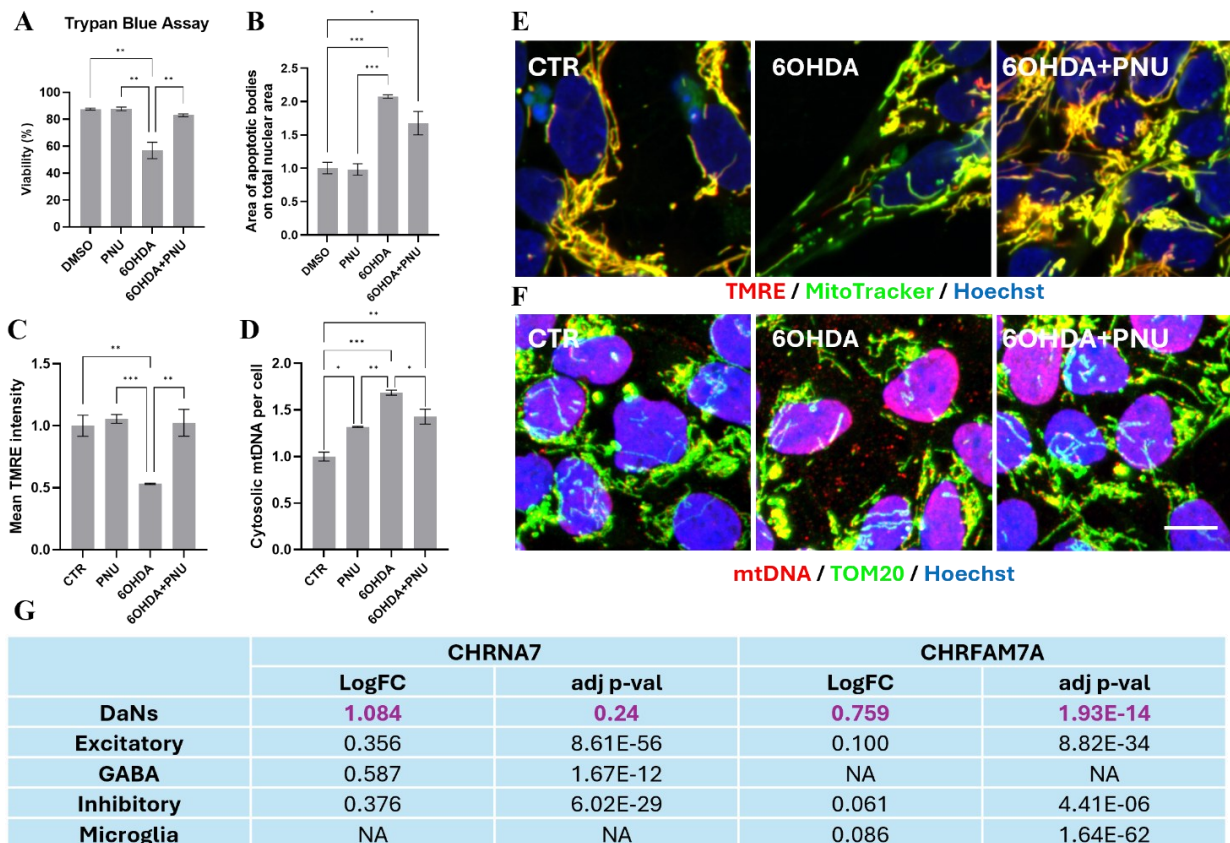 A
Trypan Blue Assay
**
**
**
Viability (%)
100
80
60
40
20
0
DMSO
PNU
6OHDA
6OHDA+PNU
B
*
***
***
Area of apoptotic bodies
on total nuclear area
2.5
2.0
1.5
1.0
0.5
0.0
DMSO
PNU
6OHDA
6OHDA+PNU
C
**
***
**
Mean TMRE intensity
1.5
1.0
0.5
0.0
CTR
PNU
6OHDA
6OHDA+PNU
D
**
***
*
**
*
Cytosolic mtDNA per cell
2.0
1.5
1.0
0.5
0.0
CTR
PNU
6OHDA
6OHDA+PNU
E
CTR
6OHDA
6OHDA+PNU
TMRE / MitoTracker / Hoechst
F
CTR
6OHDA
6OHDA+PNU
mtDNA / TOM20 / Hoechst
G
CHRNA7 CHRFAM7A
LogFC adj p-val LogFC adj p-val
DaNs 1.084 0.24 0.759 1.93E-14
Excitatory 0.356 8.61E-56 0.100 8.82E-34
GABA 0.587 1.67E-12 NA NA
Inhibitory 0.376 6.02E-29 0.061 4.41E-06
Microglia NA NA 0.086 1.64E-62